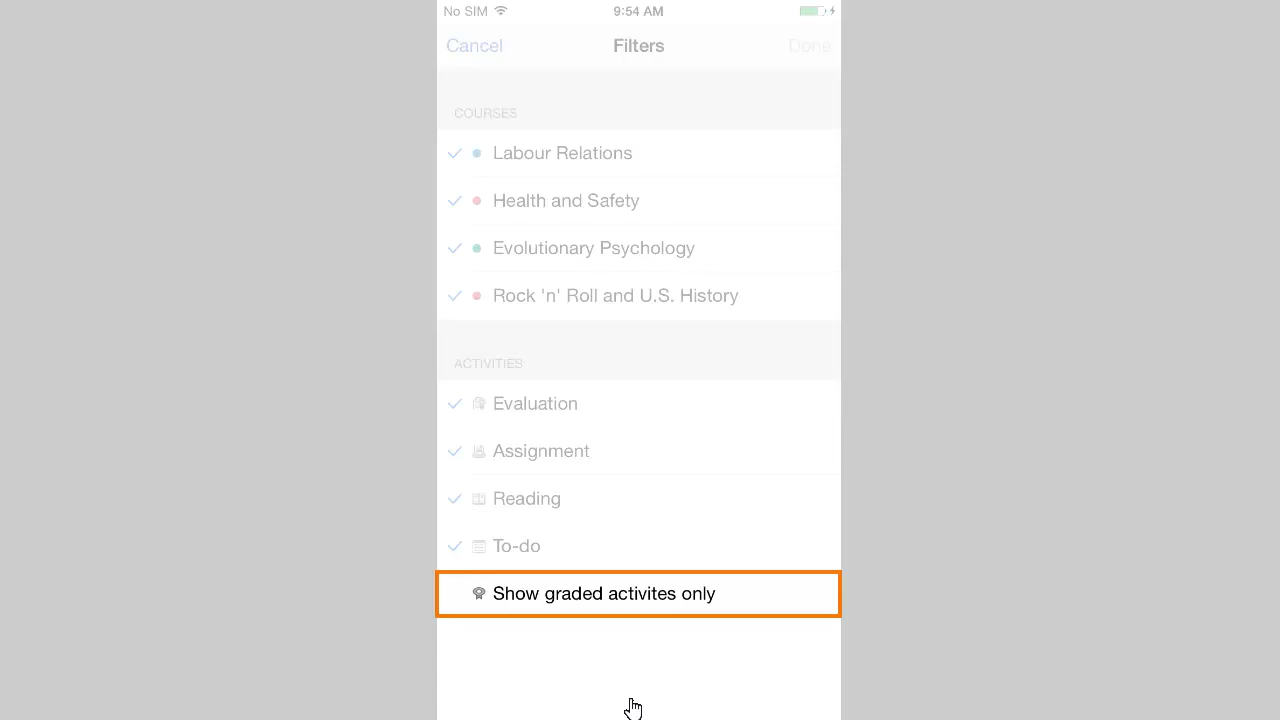 No SIM 9:54 AM
Cancel Filters Done
COURSES
Labour Relations
Health and Safety
Evolutionary Psychology
Rock 'n' Roll and U.S. History
ACTIVITIES
Evaluation
Assignment
Reading
To-do
Show graded activites only